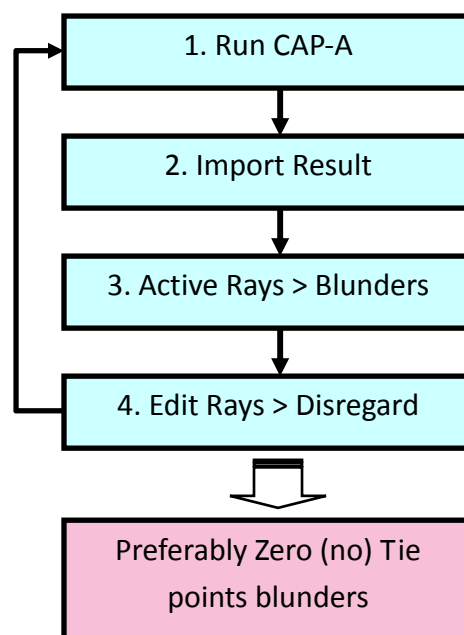 1. Run CAP-A
2. Import Result
3. Active Rays > Blunders
4. Edit Rays > Disregard
Preferably Zero (no) Tie
points blunders